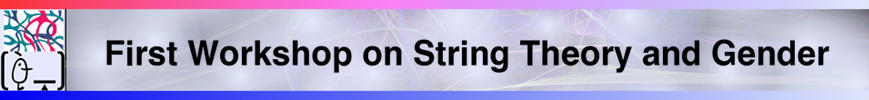 First Workshop on String Theory and Gender